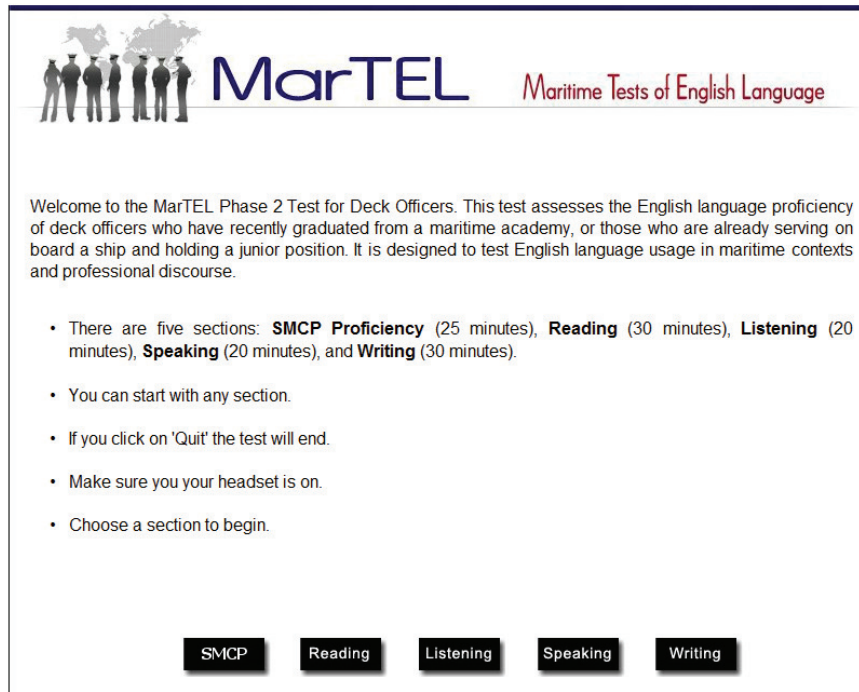 MarTEL Maritime Tests of English Language
Welcome to the MarTEL Phase 2 Test for Deck Officers. This test assesses the English language proficiency
of deck officers who have recently graduated from a maritime academy, or those who are already serving on
board a ship and holding a junior position. It is designed to test English language usage in maritime contexts
and professional discourse.
• There are five sections: SMCP Proficiency (25 minutes), Reading (30 minutes), Listening (20
minutes), Speaking (20 minutes), and Writing (30 minutes).
• You can start with any section.
• If you click on 'Quit' the test will end.
• Make sure you your headset is on.
• Choose a section to begin.
SMCP Reading Listening Speaking Writing